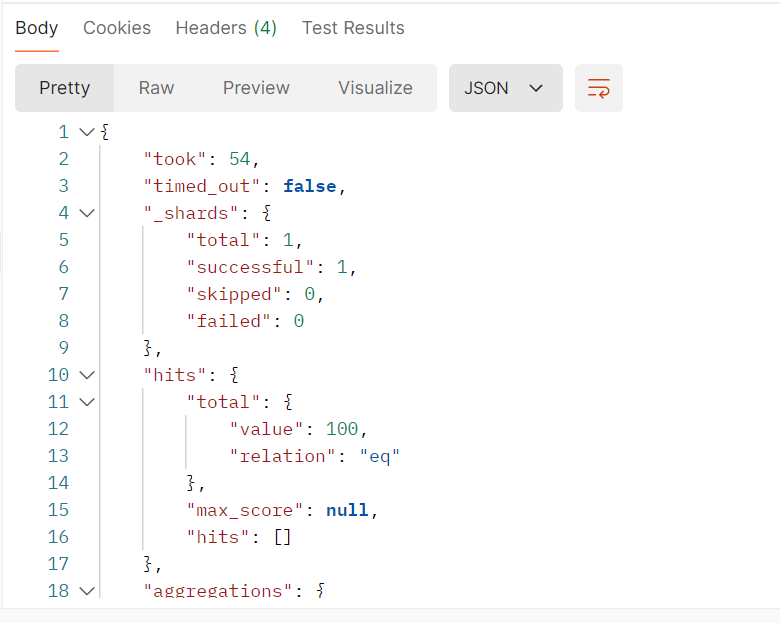 Body Cookies Headers (4) Test Results
Pretty Raw Preview Visualize JSON
1 {
2 "took": 54,
3 "timed_out": false,
4 "_shards": {
5 "total": 1,
6 "successful": 1,
7 "skipped": 0,
8 "failed": 0
9 },
10 "hits": {
11 "total": {
12 "value": 100,
13 "relation": "eq"
14 },
15 "max_score": null,
16 "hits": []
17 },
18 "aggregations": {